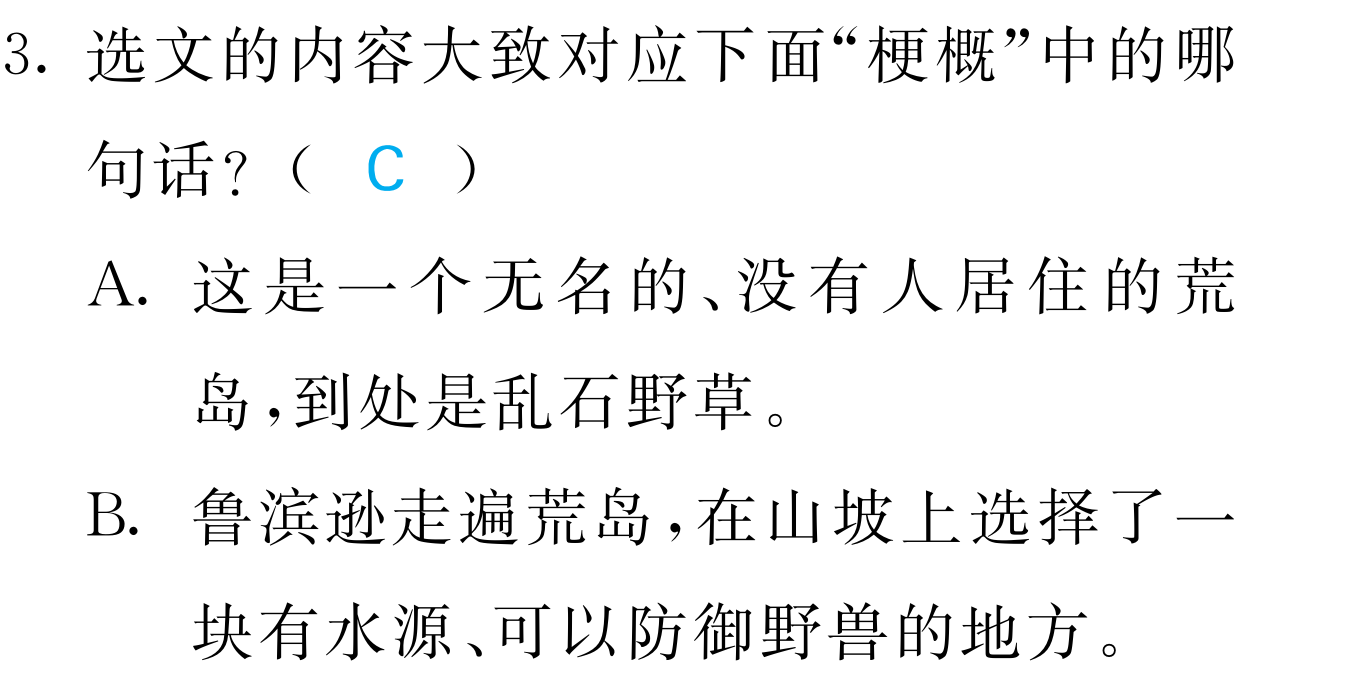 3. 选文的内容大致对应下面“梗概”中的哪
句话?( C )
A. 这是一个无名的、没有人居住的荒
岛,到处是乱石野草。
B. 鲁滨逊走遍荒岛,在山坡上选择了一
块有水源、可以防御野兽的地方。